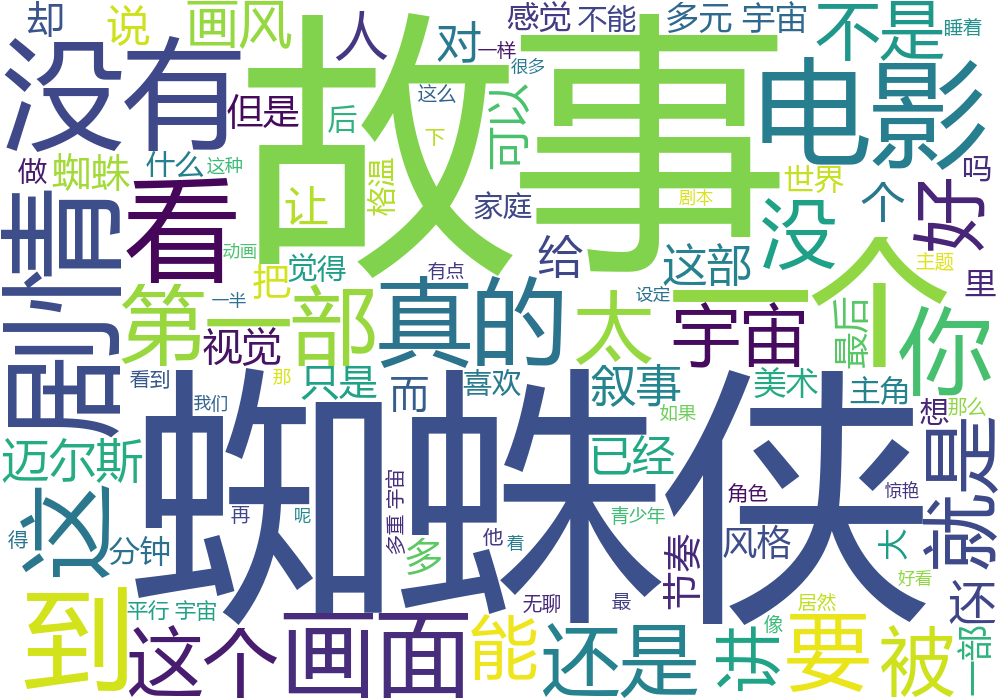 却
说
画风
人
对
一样
感觉
不能
多元 宇宙
不是
睡着
没有
故事
很多
电影
但是
后
这么
可以
下
做
蜘蛛
什么
这种
看
让
格温
家庭
剧本
世界
个
吗
好
剧情
动画
觉得
把
有点
给
这部
没
主题
里
设定
一个
第一部
一半
视觉
真的
太
宇宙
最后
你
看到
那
只是
而
喜欢
叙事
美术
主角
我们
如果
想
那么
蜘蛛侠
迈尔斯
已经
就是
这
再
呢
多重 宇宙
角色
惊艳
得
分钟
他
着
多
青少年
风格
大
节奏
好看
到
平行 宇宙
无聊
最
居然
还
这个
画面
能
还是
讲
像
要
被
一部